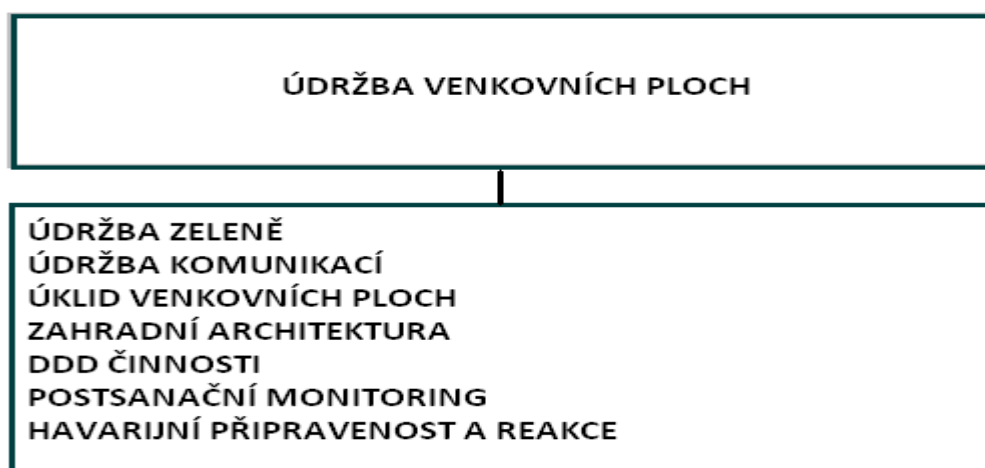 ÚDRŽBA VENKOVNÍCH PLOCH
ÚDRŽBA ZELENĚ
ÚDRŽBA KOMUNIKACÍ
ÚKLID VENKOVNÍCH PLOCH
ZAHRADNÍ ARCHITEKTURA
DDD ČINNOSTI
POSTSANAČNÍ MONITORING
HAVARIJNÍ PŘIPRAVENOST A REAKCE